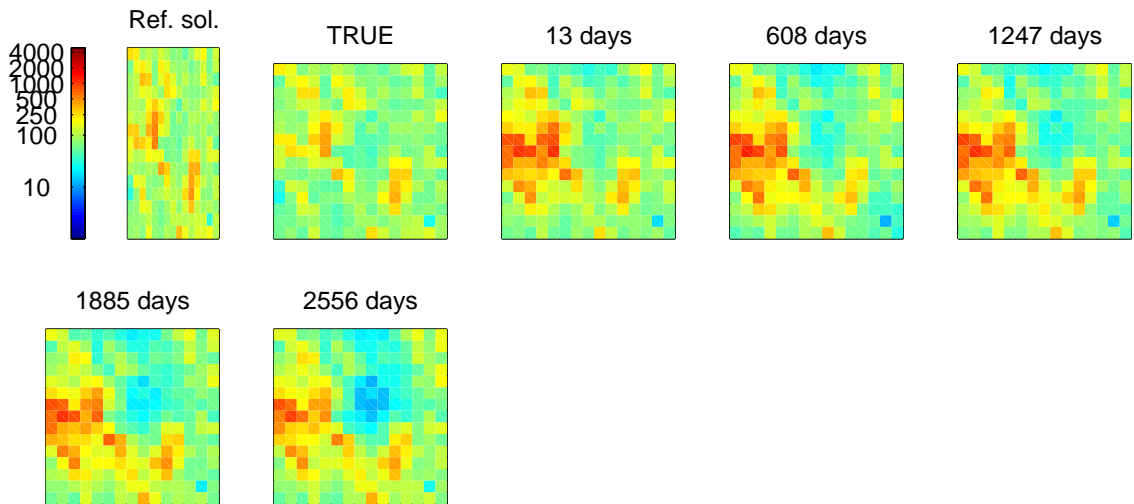 Ref. sol.
TRUE
13 days
608 days
1247 days
4000
2000
1000
500
250
100
10
1885 days
2556 days